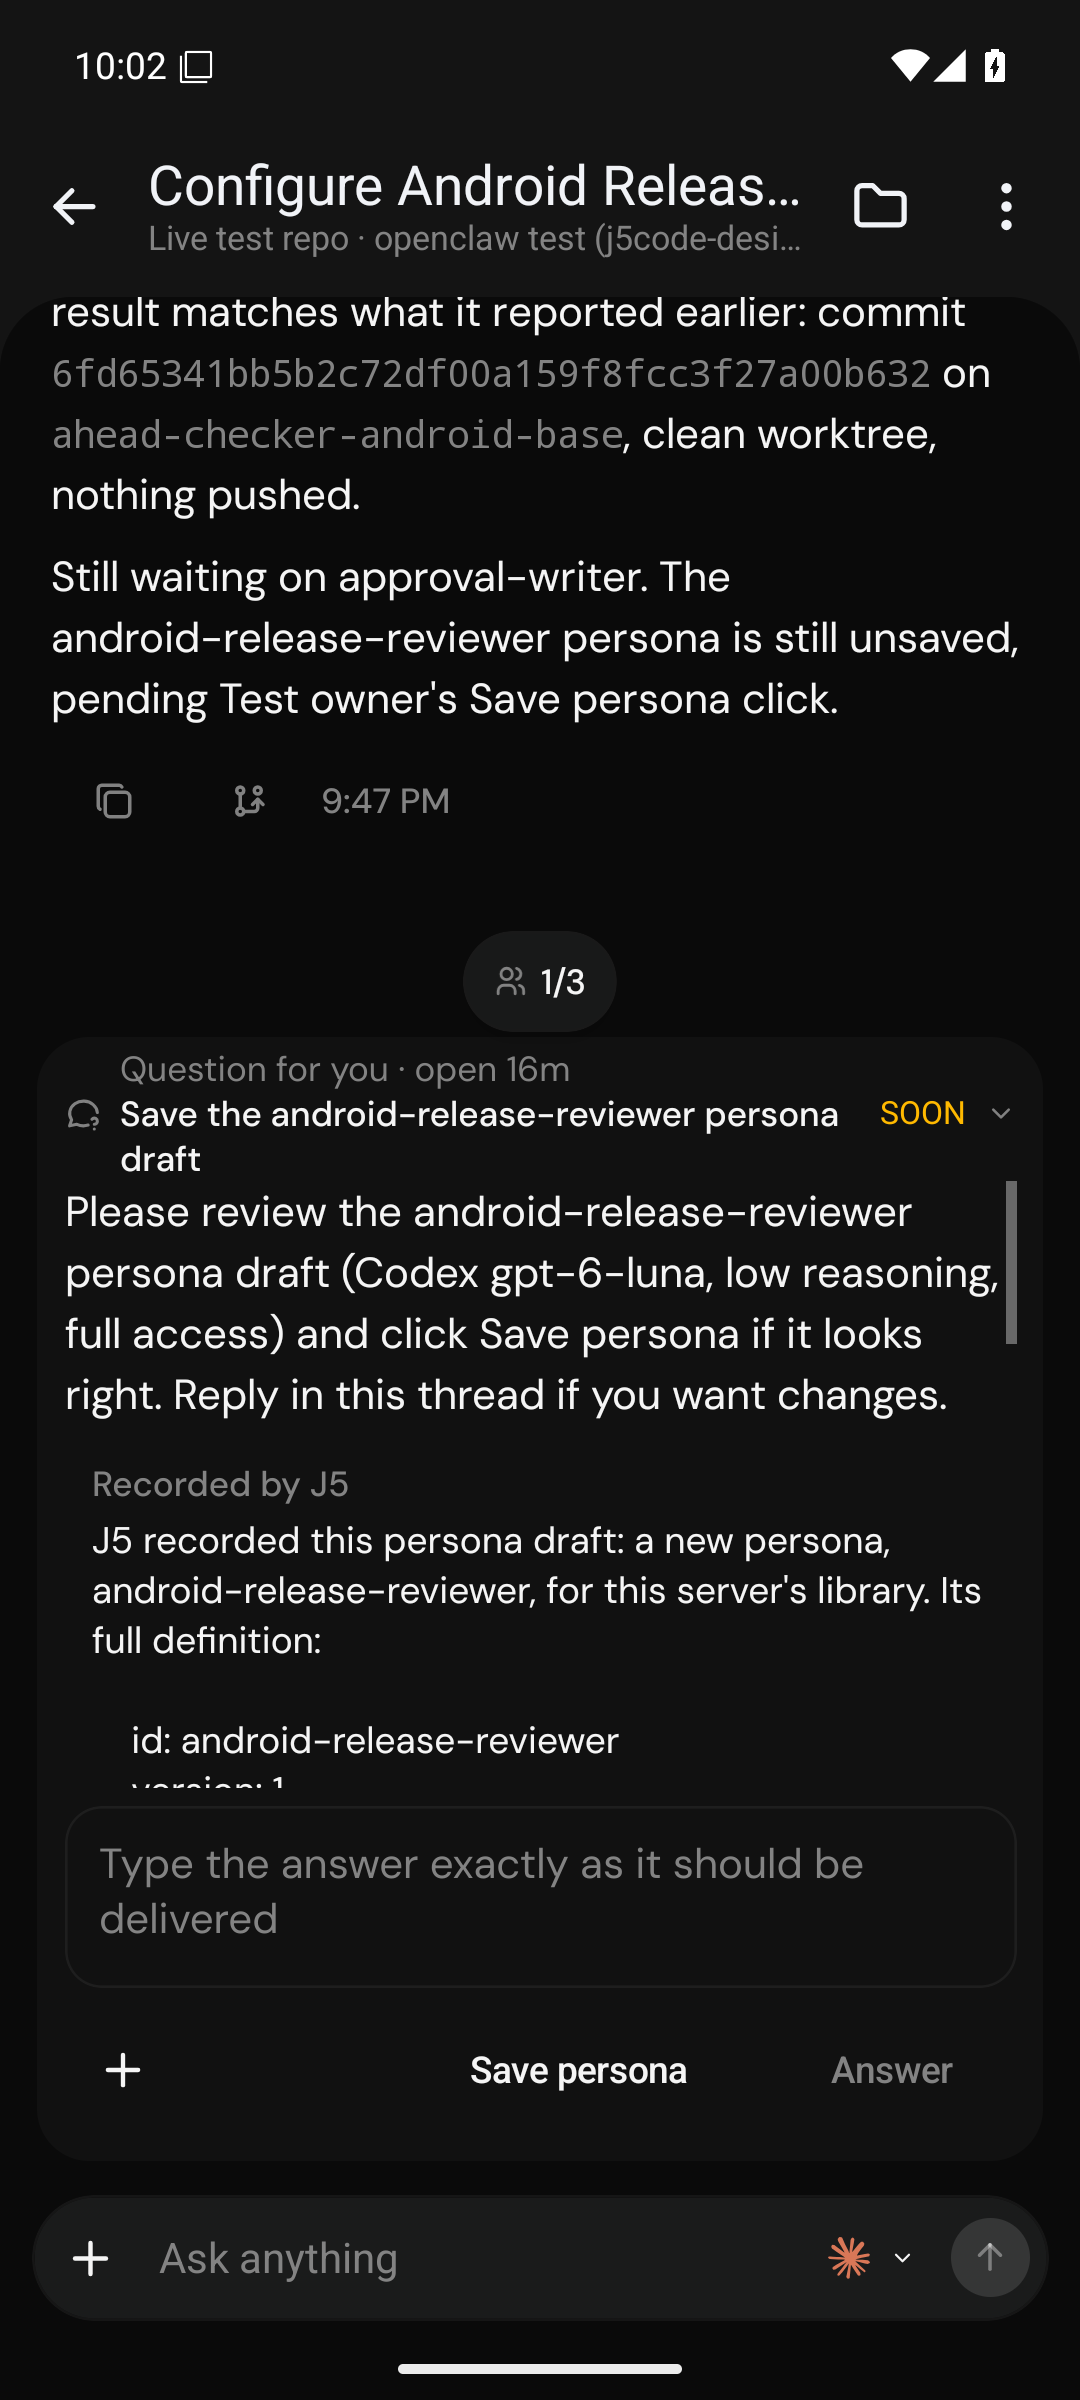 10:02
Configure Android Releas...
Live test repo · openclaw test (j5code-desi...
result matches what it reported earlier: commit
6fd65341bb5b2c72df00a159f8fcc3f27a00b632 on
ahead-checker-android-base, clean worktree,
nothing pushed.
Still waiting on approval-writer. The
android-release-reviewer persona is still unsaved,
pending Test owner's Save persona click.
9:47 PM
1/3
Question for you · open 16m
Save the android-release-reviewer persona
draft
SOON
Please review the android-release-reviewer
persona draft (Codex gpt-6-luna, low reasoning,
full access) and click Save persona if it looks
right. Reply in this thread if you want changes.
Recorded by J5
J5 recorded this persona draft: a new persona,
android-release-reviewer, for this server's library. Its
full definition:
id: android-release-reviewer
version: 1
Type the answer exactly as it should be
delivered
Save persona
Answer
Ask anything